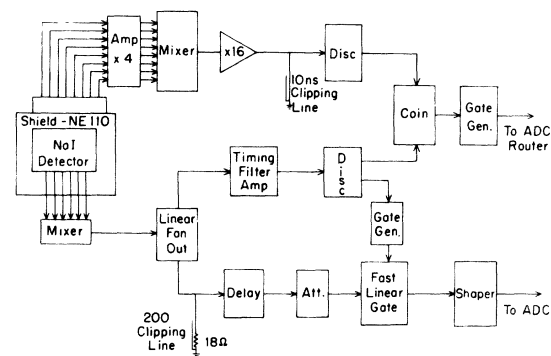 Amp
x 4
Mixer
x16
Disc
10ns
Clipping
Line
Coin
Gate
Gen.
To ADC
Router
Shield - NE 110
NaI
Detector
Timing
Filter
Amp
D
i
s
c
Mixer
Linear
Fan
Out
Gate
Gen.
Delay
Att.
Fast
Linear
Gate
Shaper
To ADC
200
Clipping
Line
18Ω